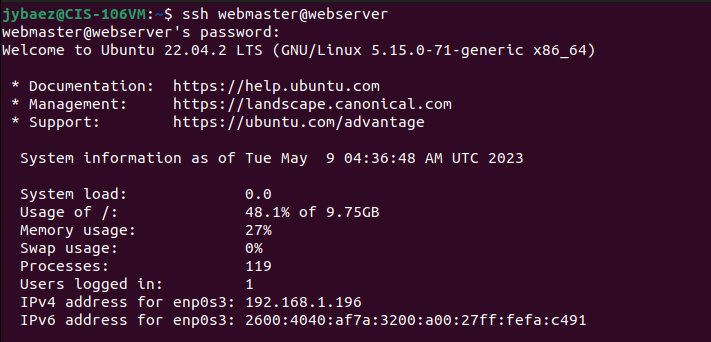 jybaez@CIS-106VM:~$ ssh webmaster@webserver
webmaster@webserver's password:
Welcome to Ubuntu 22.04.2 LTS (GNU/Linux 5.15.0-71-generic x86_64)
* Documentation:  https://help.ubuntu.com
* Management:     https://landscape.canonical.com
* Support:        https://ubuntu.com/advantage
System information as of Tue May  9 04:36:48 AM UTC 2023
System load:             0.0
Usage of /:              48.1% of 9.75GB
Memory usage:            27%
Swap usage:              0%
Processes:               119
Users logged in:         1
IPv4 address for enp0s3: 192.168.1.196
IPv6 address for enp0s3: 2600:4040:af7a:3200:a00:27ff:fefa:c491